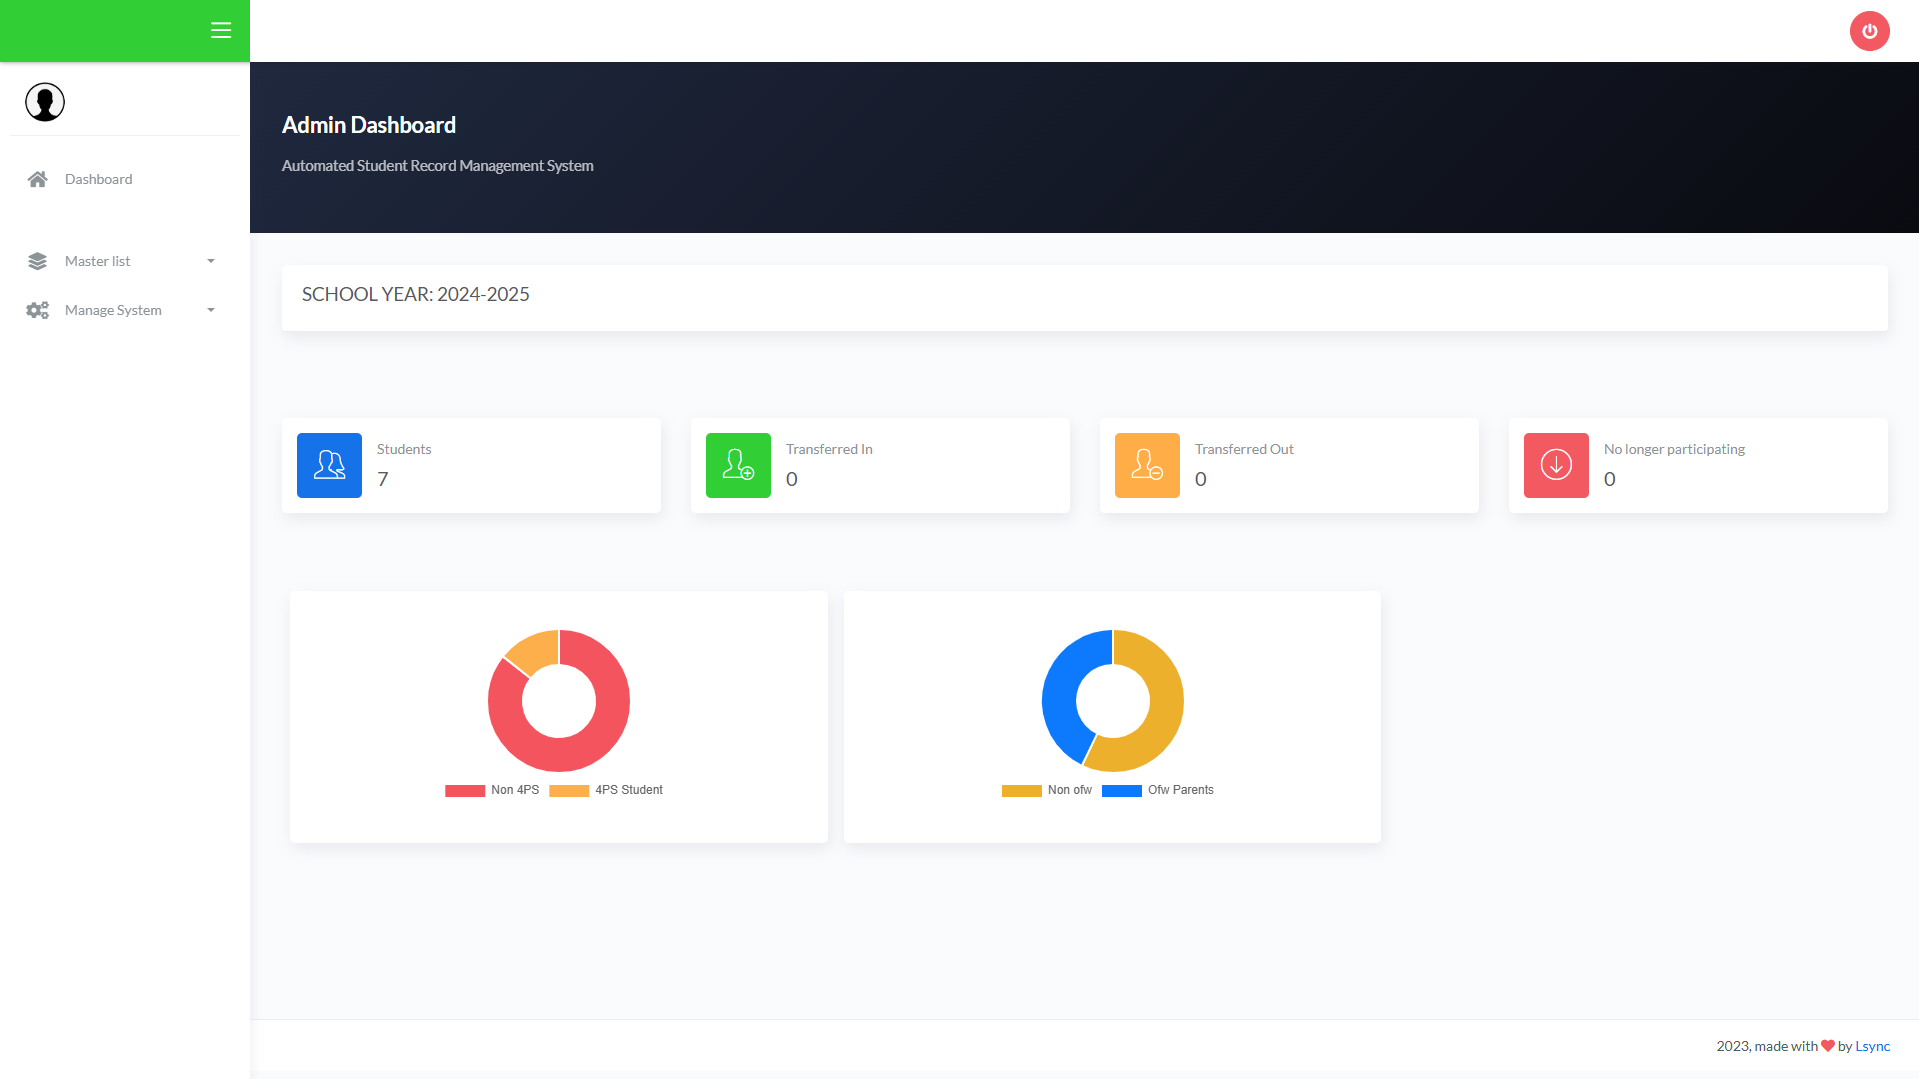 Admin Dashboard
Automated Student Record Management System
Dashboard
Master list
Manage System
SCHOOL YEAR: 2024-2025
Students
7
Transferred In
0
Transferred Out
0
No longer participating
0
Non 4PS 4PS Student
Non ofw Ofw Parents
2023, made with by Lsync